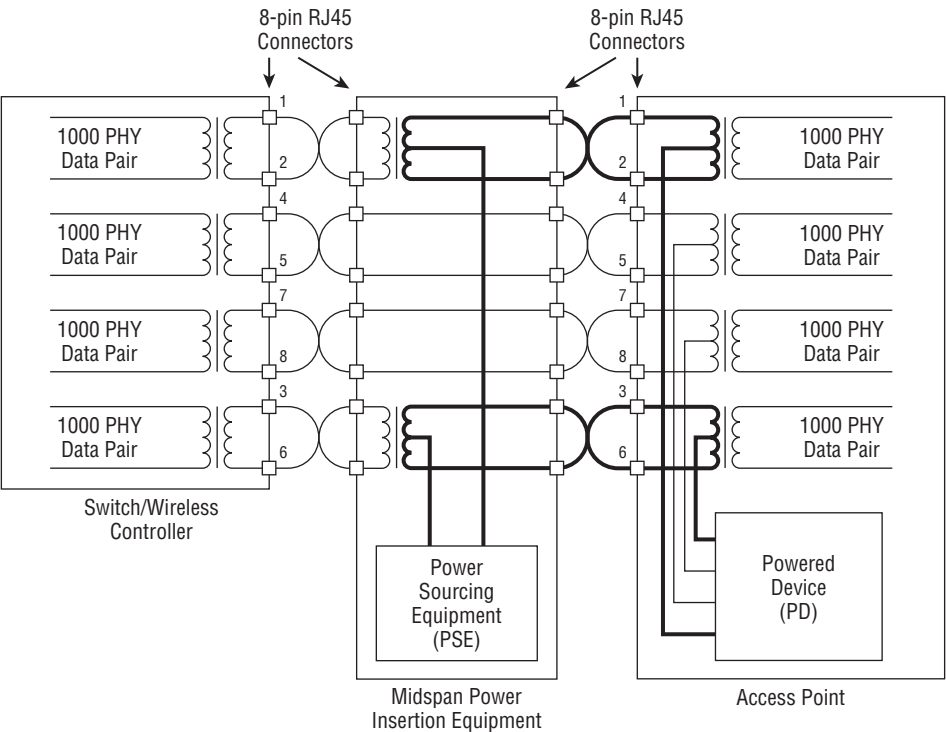 8-pin RJ45
Connectors
8-pin RJ45
Connectors
1
1
1000 PHY
Data Pair
1000 PHY
Data Pair
2
2
4
4
1000 PHY
Data Pair
1000 PHY
Data Pair
5
5
7
7
1000 PHY
Data Pair
1000 PHY
Data Pair
8
8
3
3
1000 PHY
Data Pair
1000 PHY
Data Pair
6
6
Switch/Wireless
Controller
Power
Sourcing
Equipment
(PSE)
Powered
Device
(PD)
Midspan Power
Insertion Equipment
Access Point